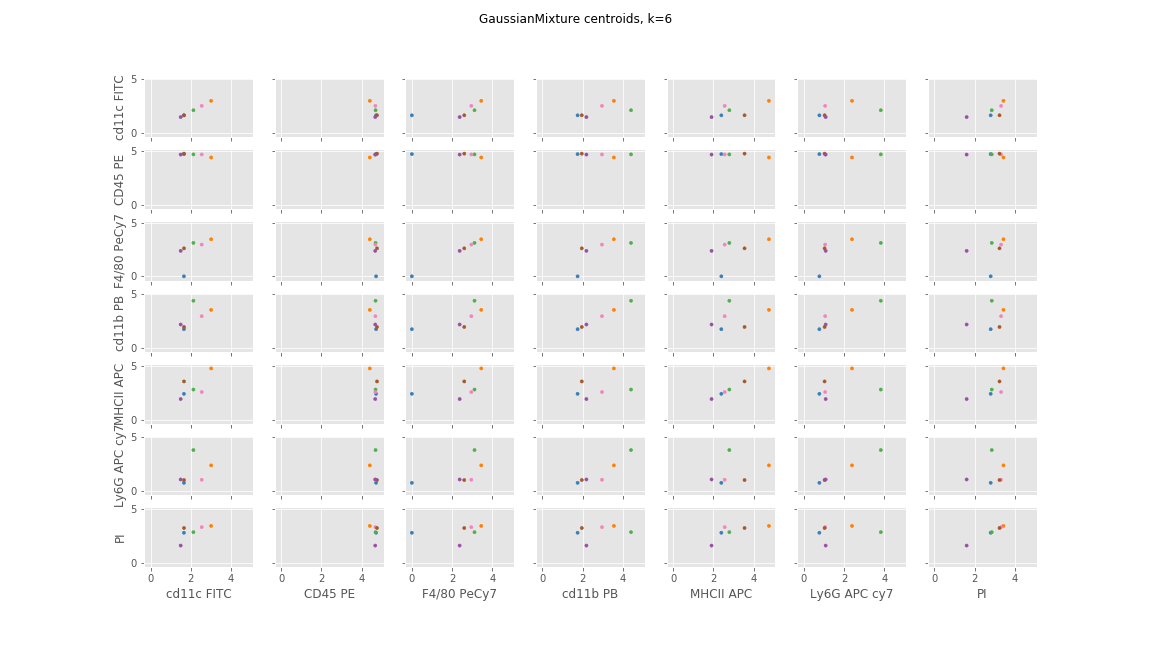 GaussianMixture centroids, k=6
cd11c FITC
5
0
CD45 PE
5
0
F4/80 PeCy7
5
0
cd11b PB
5
0
MHCII APC
5
0
Ly6G APC cy7
5
0
PI
5
0
0 2 4 0 2 4 0 2 4 0 2 4 0 2 4 0 2 4 0 2 4
cd11c FITC CD45 PE F4/80 PeCy7 cd11b PB MHCII APC Ly6G APC cy7 PI